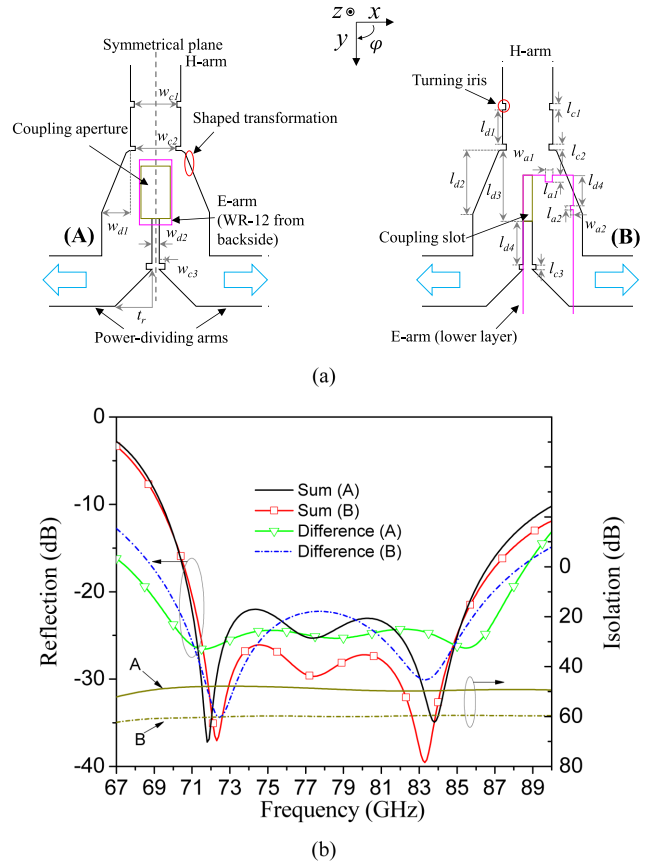 z x
y φ
Symmetrical plane
H-arm
w_c1
Coupling aperture
w_c2
Shaped transformation
E-arm
(WR-12 from
backside)
(A)
w_d1
w_d2
w_c3
t_r
Power-dividing arms
H-arm
Turning iris
l_c1
l_d1
w_a1
l_c2
l_d2
l_d3
l_a1
l_d4
l_a2
w_a2
Coupling slot
(B)
l_d4
l_c3
E-arm (lower layer)
(a)
Reflection (dB)
0
-10
-20
-30
-40
Sum (A)
Sum (B)
Difference (A)
Difference (B)
A
B
Isolation (dB)
0
20
40
60
80
67 69 71 73 75 77 79 81 83 85 87 89
Frequency (GHz)
(b)